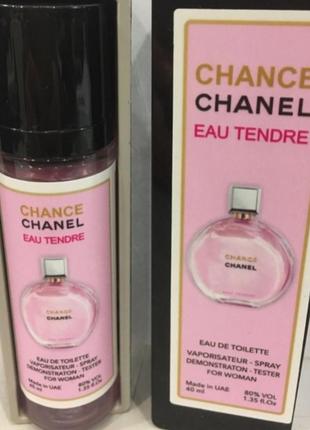 CHANCE
CHANEL
EAU TENDRE
CHANCE
CHANEL
EAU DE TOILETTE
VAPORISATEUR - SPRAY
DEMONSTRATON - TESTER
FOR WOMAN
Made in UAE
40 ml
80% VOL
1.35 fl.Oz
CHANCE
CHANEL
EAU TENDRE
CHANCE
CHANEL
EAU DE TOILETTE
VAPORISATEUR - SPRAY
DEMONSTRATON - TESTER
FOR WOMAN
Made in UAE
40 ml
80% VOL
1.35 fl.Oz